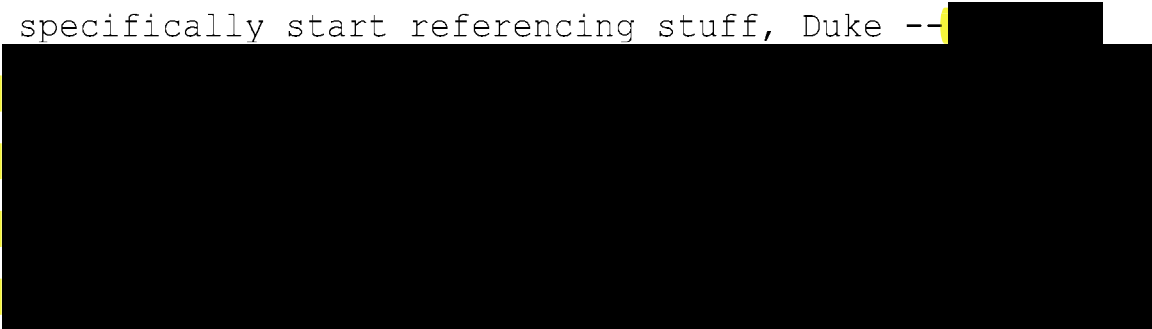 specifically start referencing stuff, Duke --